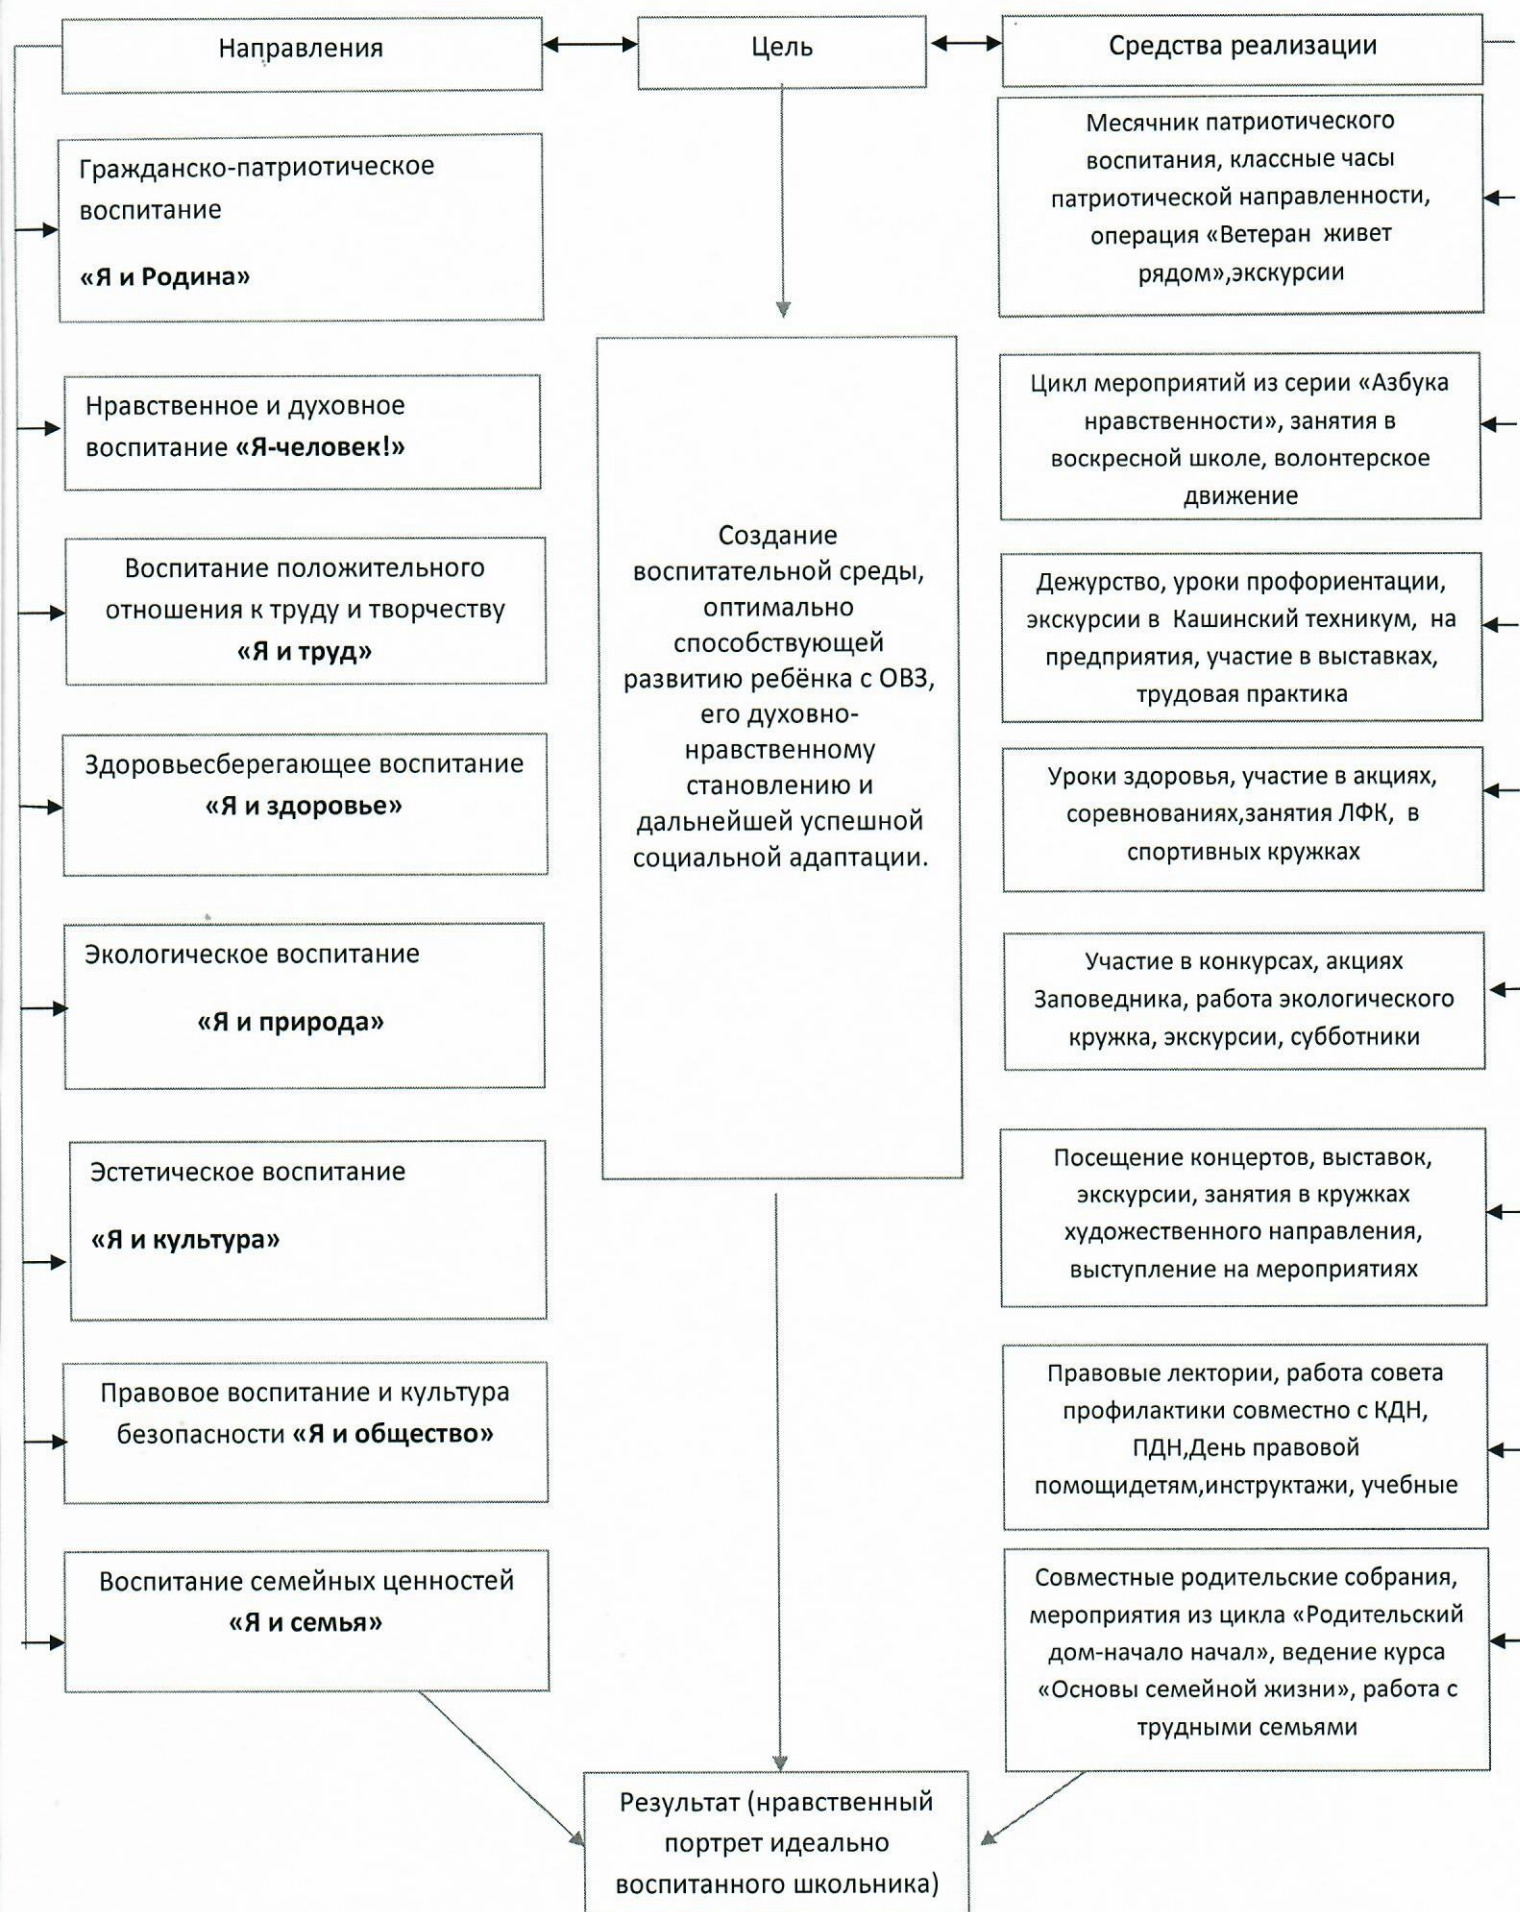 Направления
Цель
Средства реализации
Гражданско-патриотическое
воспитание
«Я и Родина»
Нравственное и духовное
воспитание «Я-человек!»
Воспитание положительного
отношения к труду и творчеству
«Я и труд»
Здоровьесберегающее воспитание
«Я и здоровье»
Экологическое воспитание
«Я и природа»
Эстетическое воспитание
«Я и культура»
Правовое воспитание и культура
безопасности «Я и общество»
Воспитание семейных ценностей
«Я и семья»
Создание
воспитательной среды,
оптимально
способствующей
развитию ребёнка с ОВЗ,
его духовно-
нравственному
становлению и
дальнейшей успешной
социальной адаптации.
Месячник патриотического
воспитания, классные часы
патриотической направленности,
операция «Ветеран живет
рядом»,экскурсии
Цикл мероприятий из серии «Азбука
нравственности», занятия в
воскресной школе, волонтерское
движение
Дежурство, уроки профориентации,
экскурсии в Кашинский техникум, на
предприятия, участие в выставках,
трудовая практика
Уроки здоровья, участие в акциях,
соревнованиях,занятия ЛФК, в
спортивных кружках
Участие в конкурсах, акциях
Заповедника, работа экологического
кружка, экскурсии, субботники
Посещение концертов, выставок,
экскурсии, занятия в кружках
художественного направления,
выступление на мероприятиях
Правовые лектории, работа совета
профилактики совместно с КДН,
ПДН,День правовой
помощидетям,инструктажи, учебные
Совместные родительские собрания,
мероприятия из цикла «Родительский
дом-начало начал», ведение курса
«Основы семейной жизни», работа с
трудными семьями
Результат (нравственный
портрет идеально
воспитанного школьника)